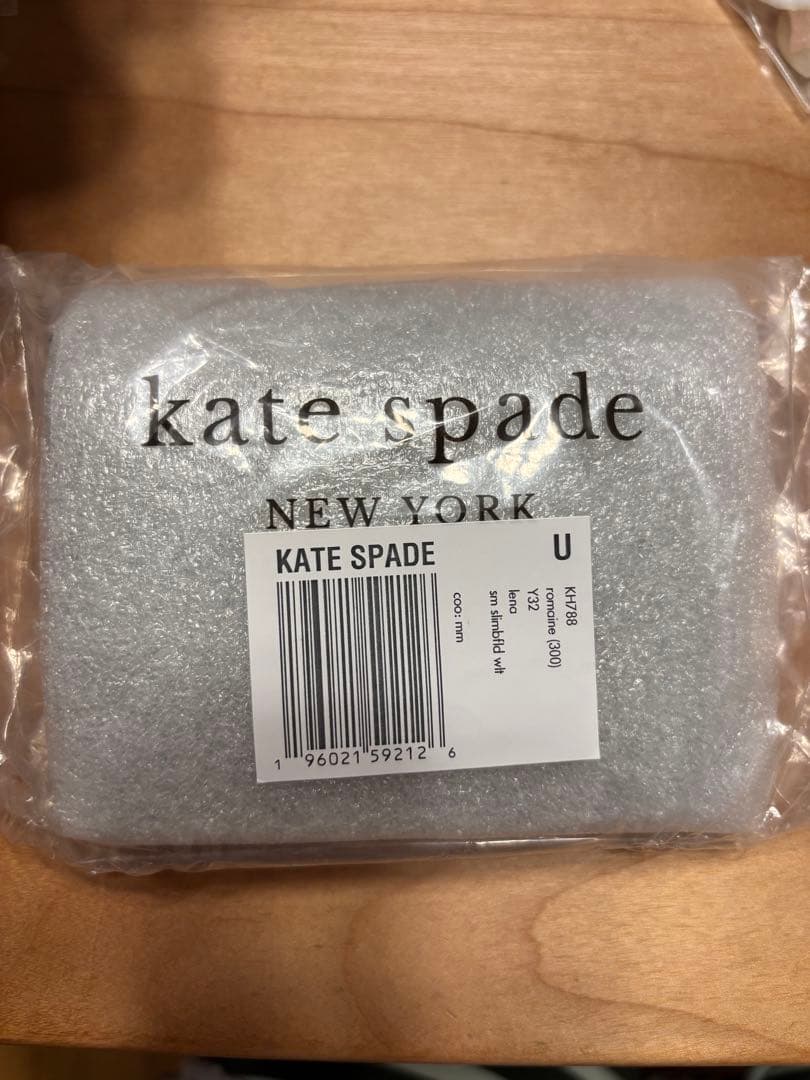 kate spade
NEW YORK
KATE SPADE
U
KH788
romaine (300)
Y32
lena
sm slimbfld wlt
coo: mm
1 96021 59212 6